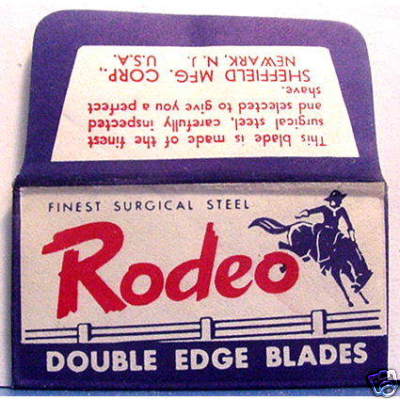 This blade is made of the finest
surgical steel, carefully inspected
and selected to give you a perfect
shave.
SHEFFIELD MFG. CORP.,
NEWARK, N. J.
U.S.A.
FINEST SURGICAL STEEL
Rodeo
DOUBLE EDGE BLADES